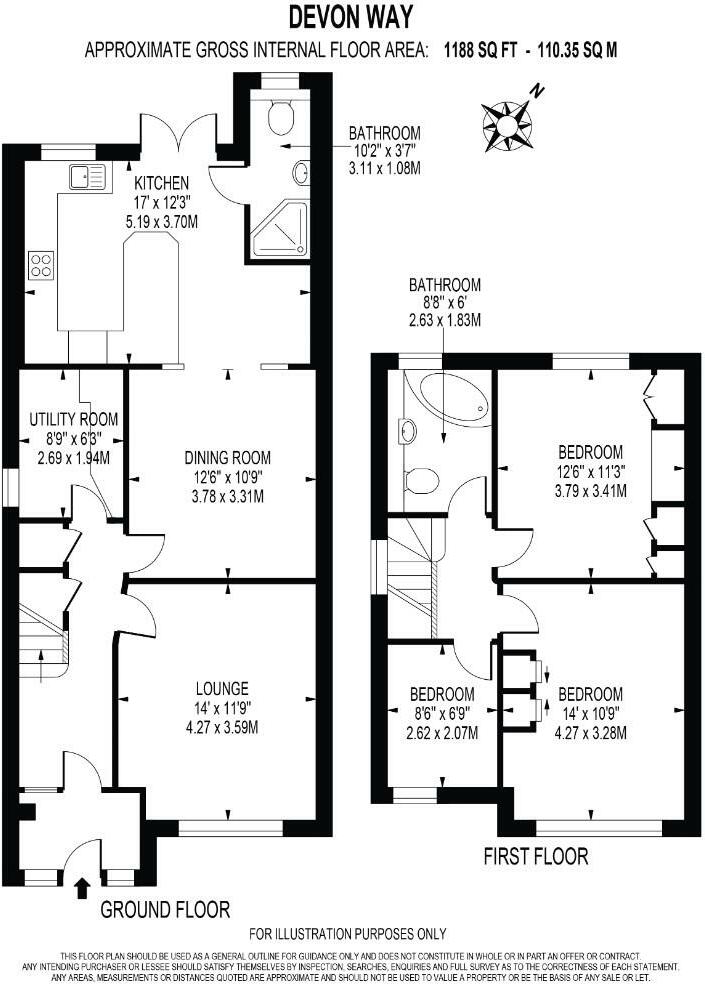 DEVON WAY
APPROXIMATE GROSS INTERNAL FLOOR AREA: 1188 SQ FT - 110.35 SQ M
N
BATHROOM
10'2" x 3'7"
3.11 x 1.08M
KITCHEN
17' x 12'3"
5.19 x 3.70M
BATHROOM
8'8" x 6'
2.63 x 1.83M
UTILITY ROOM
8'9" x 6'3"
2.69 x 1.94M
DINING ROOM
12'6" x 10'9"
3.78 x 3.31M
BEDROOM
12'6" x 11'3"
3.79 x 3.41M
LOUNGE
14' x 11'9"
4.27 x 3.59M
BEDROOM
8'6" x 6'9"
2.62 x 2.07M
BEDROOM
14' x 10'9"
4.27 x 3.28M
FIRST FLOOR
GROUND FLOOR
FOR ILLUSTRATION PURPOSES ONLY
THIS FLOOR PLAN SHOULD BE USED AS A GENERAL OUTLINE FOR GUIDANCE ONLY AND DOES NOT CONSTITUTE IN WHOLE OR IN PART AN OFFER OR CONTRACT.
ANY INTENDING PURCHASER OR LESSEE SHOULD SATISFY THEMSELVES BY INSPECTION, SEARCHES, ENQUIRIES AND FULL SURVEY AS TO THE CORRECTNESS OF EACH STATEMENT.
ANY AREAS, MEASUREMENTS OR DISTANCES QUOTED ARE APPROXIMATE AND SHOULD NOT BE USED TO VALUE A PROPERTY OR BE THE BASIS OF ANY SALE OR LET.